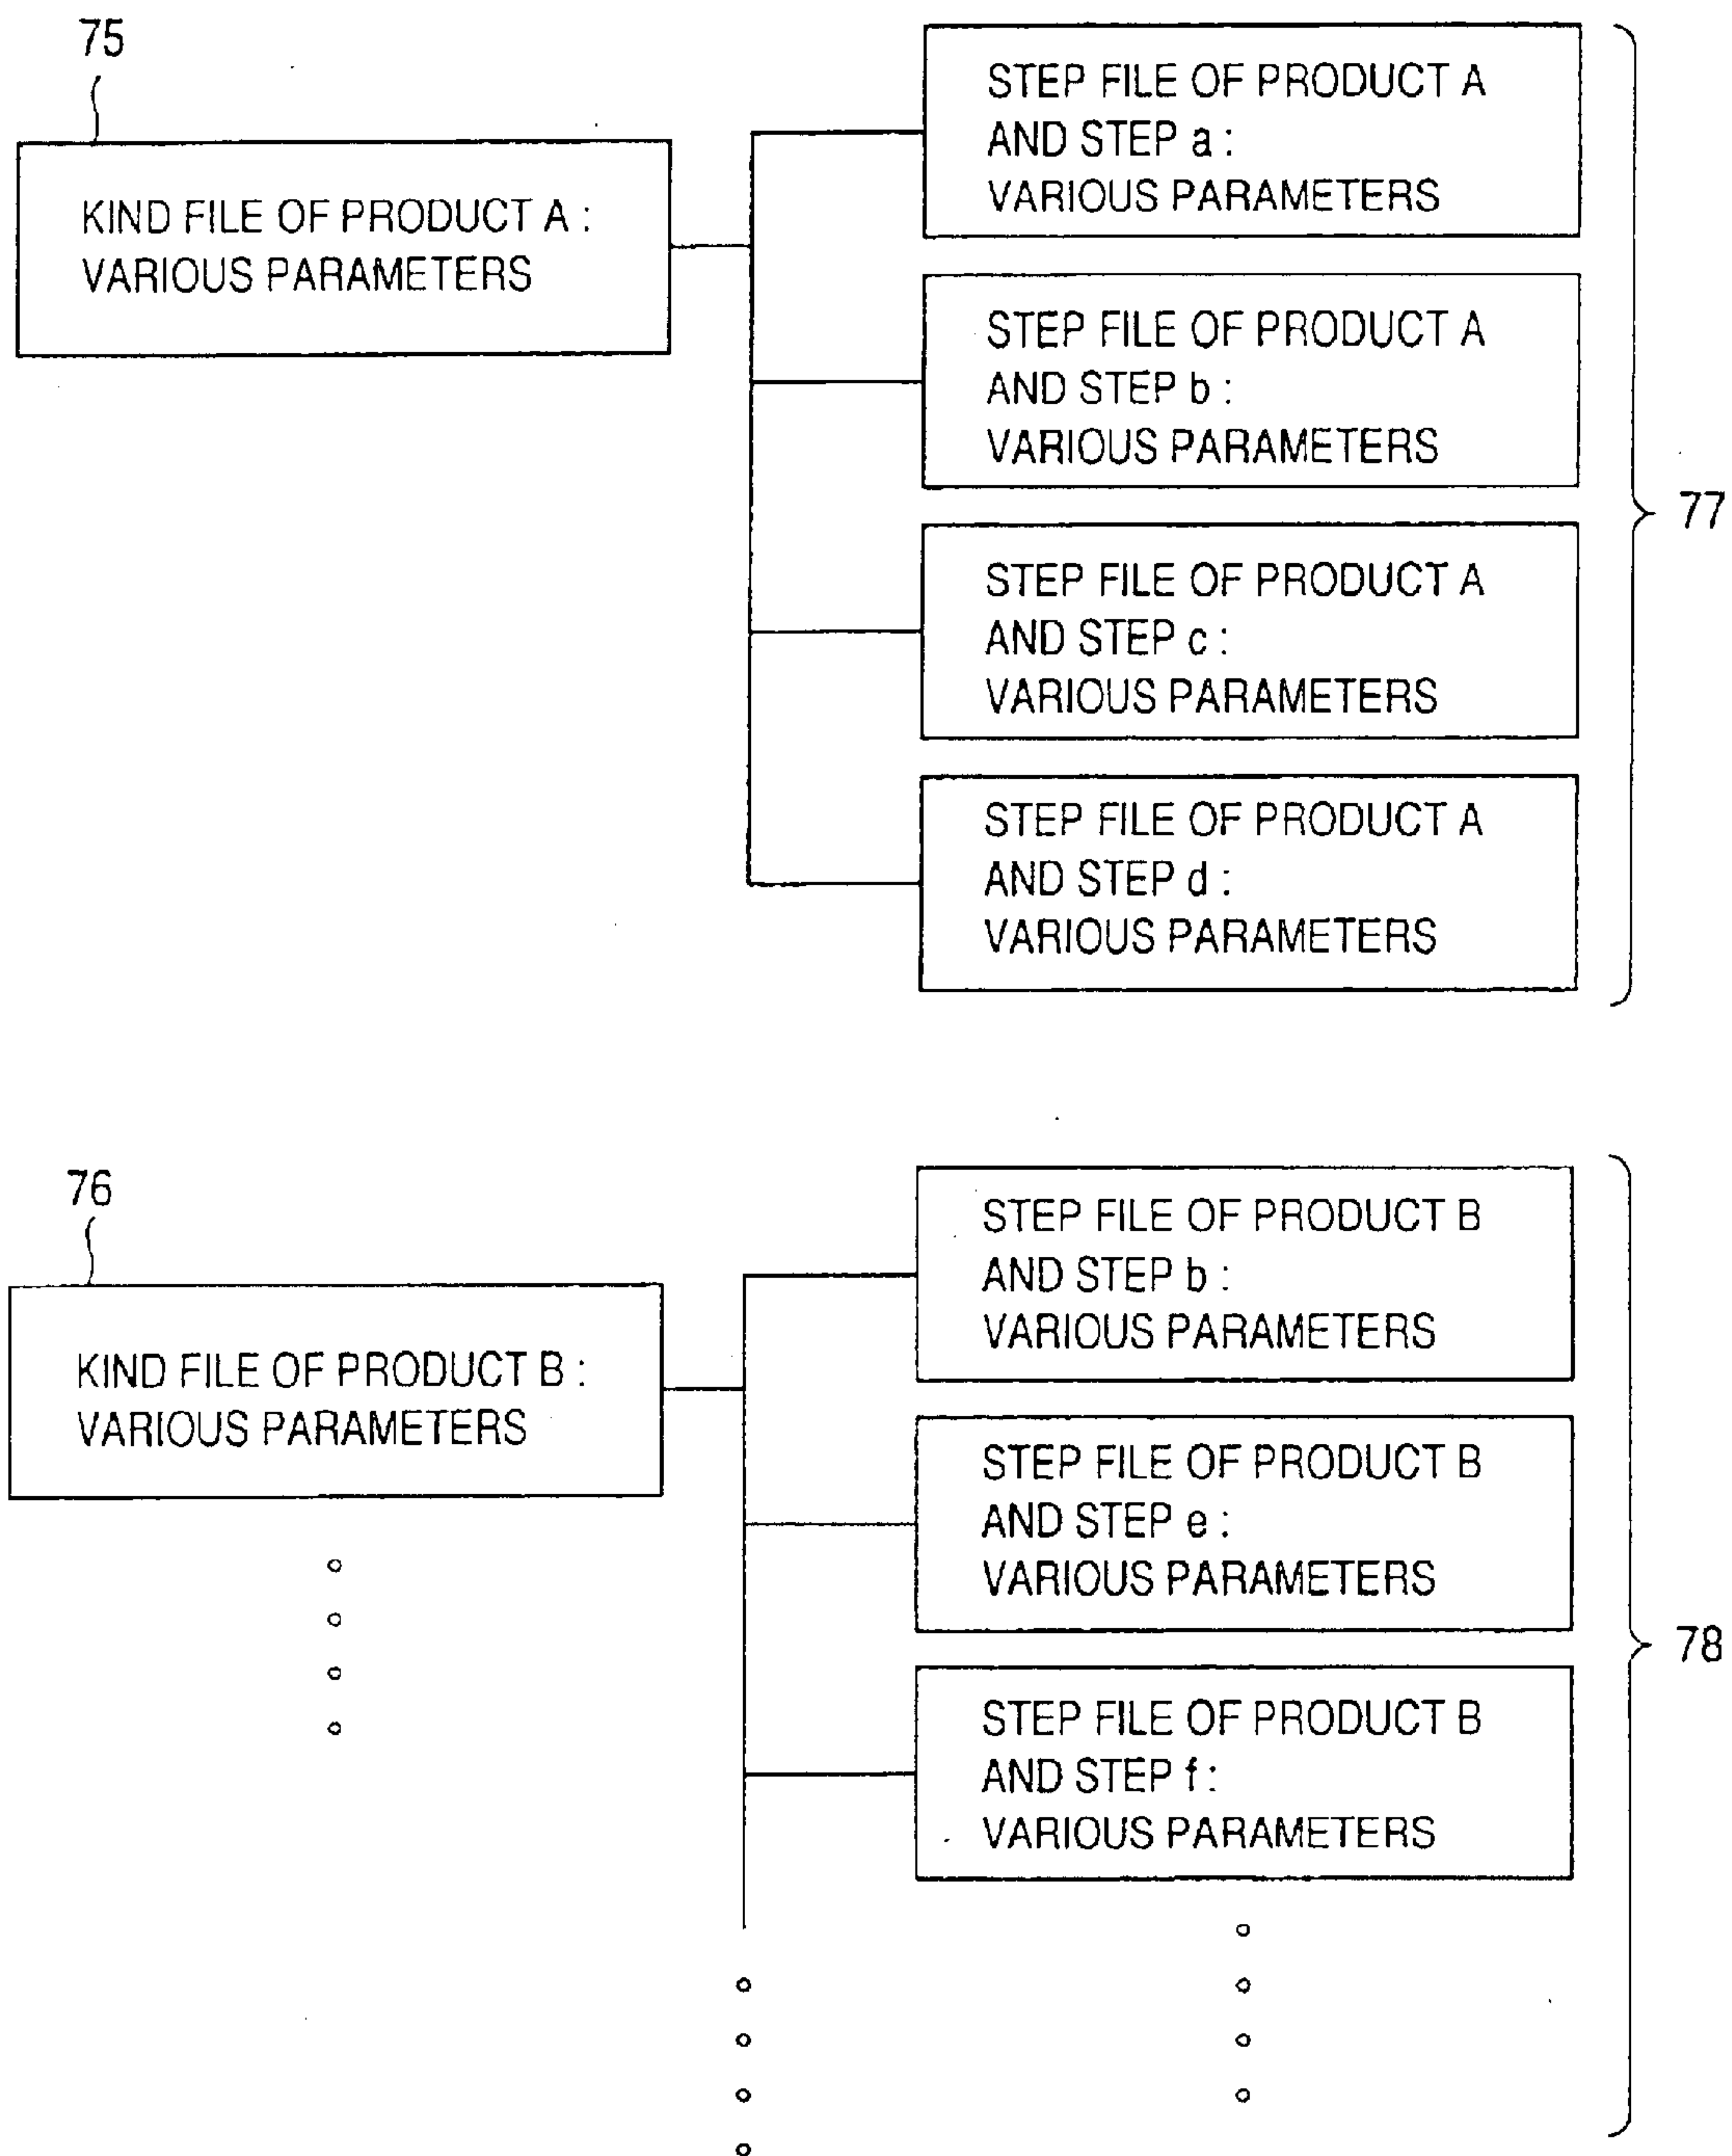 75
KIND FILE OF PRODUCT A :
VARIOUS PARAMETERS
STEP FILE OF PRODUCT A
AND STEP a :
VARIOUS PARAMETERS
STEP FILE OF PRODUCT A
AND STEP b :
VARIOUS PARAMETERS
STEP FILE OF PRODUCT A
AND STEP c :
VARIOUS PARAMETERS
STEP FILE OF PRODUCT A
AND STEP d :
VARIOUS PARAMETERS
77
76
KIND FILE OF PRODUCT B :
VARIOUS PARAMETERS
STEP FILE OF PRODUCT B
AND STEP b :
VARIOUS PARAMETERS
STEP FILE OF PRODUCT B
AND STEP e :
VARIOUS PARAMETERS
STEP FILE OF PRODUCT B
AND STEP f :
VARIOUS PARAMETERS
78